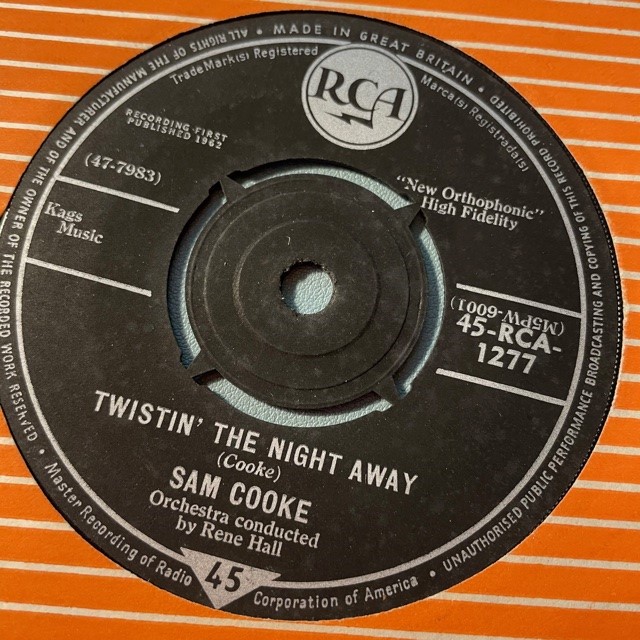 MADE IN GREAT BRITAIN •
ALL RIGHTS OF THE MANUFACTURER AND OF THE OWNER OF THE RECORDED WORK RESERVED •
UNAUTHORISED PUBLIC PERFORMANCE BROADCASTING AND COPYING OF THIS RECORD PROHIBITED
TradeMark(s) Registered
RCA
Marca(s) Registrada(s)
RECORDING FIRST
PUBLISHED 1962
(47-7983)
"New Orthophonic"
High Fidelity
Kags
Music
(M5PW-6001)
45-RCA-
1277
TWISTIN' THE NIGHT AWAY
(Cooke)
SAM COOKE
Orchestra conducted
by Rene Hall
• Master Recording of Radio
45
Corporation of America •